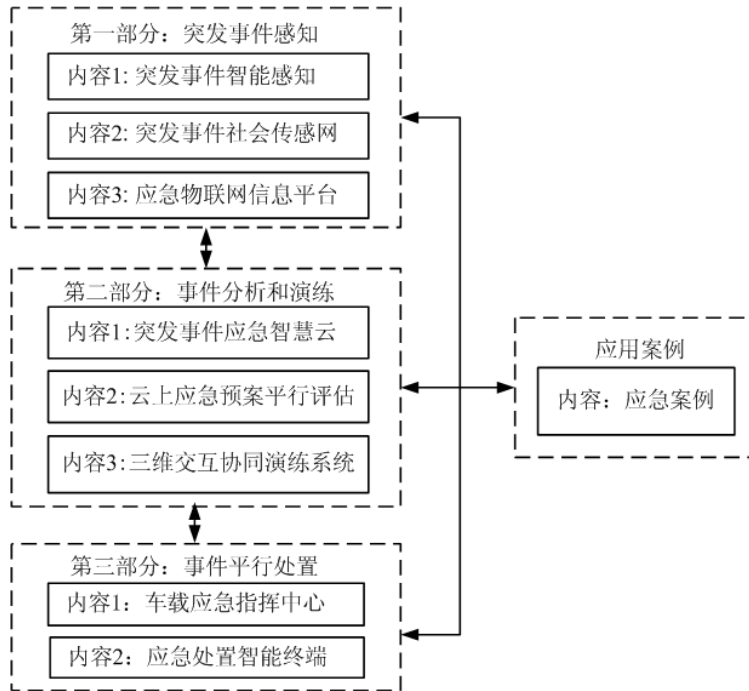 第一部分：突发事件感知
内容1: 突发事件智能感知
内容2: 突发事件社会传感网
内容3: 应急物联网信息平台
第二部分：事件分析和演练
内容1:突发事件应急智慧云
内容2:云上应急预案平行评估
内容3:三维交互协同演练系统
第三部分：事件平行处置
内容1：车载应急指挥中心
内容2：应急处置智能终端
应用案例
内容：应急案例